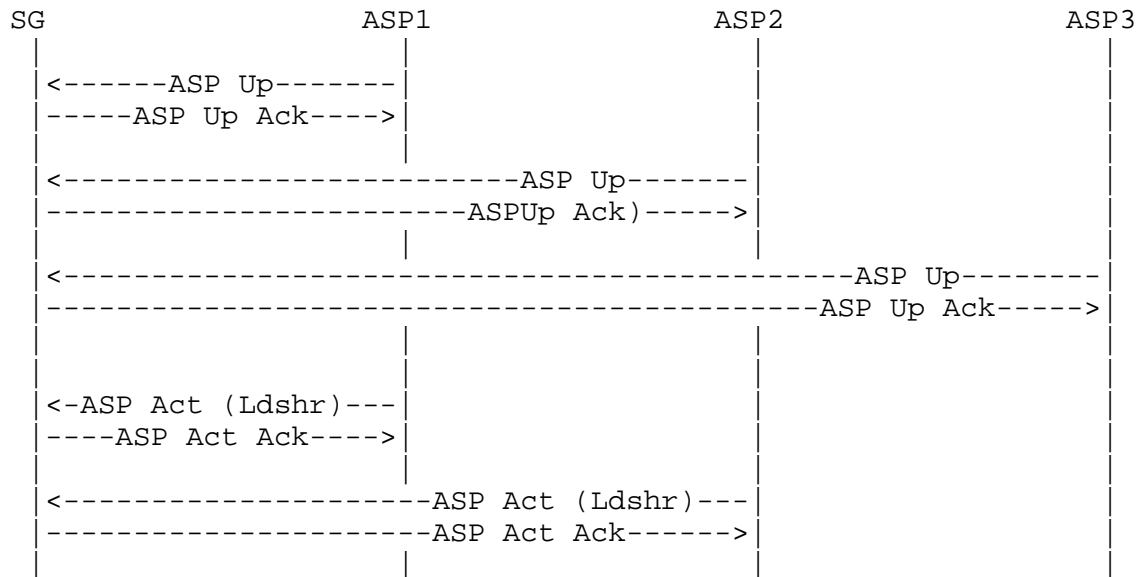 SG ASP1 ASP2 ASP3
<------ASP Up-------
-----ASP Up Ack---->
<--------------------------ASP Up-------
------------------------ASPUp Ack)----->
<---------------------------------------------ASP Up--------
--------------------------------------------ASP Up Ack----->
<-ASP Act (Ldshr)---
----ASP Act Ack---->
<---------------------ASP Act (Ldshr)---
----------------------ASP Act Ack------>